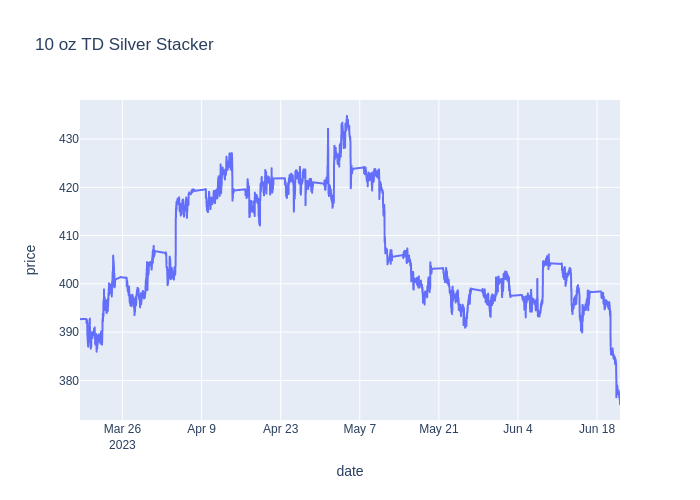 10 oz TD Silver Stacker
price
430
420
410
400
390
380
Mar 26
2023
Apr 9
Apr 23
May 7
May 21
Jun 4
Jun 18
date